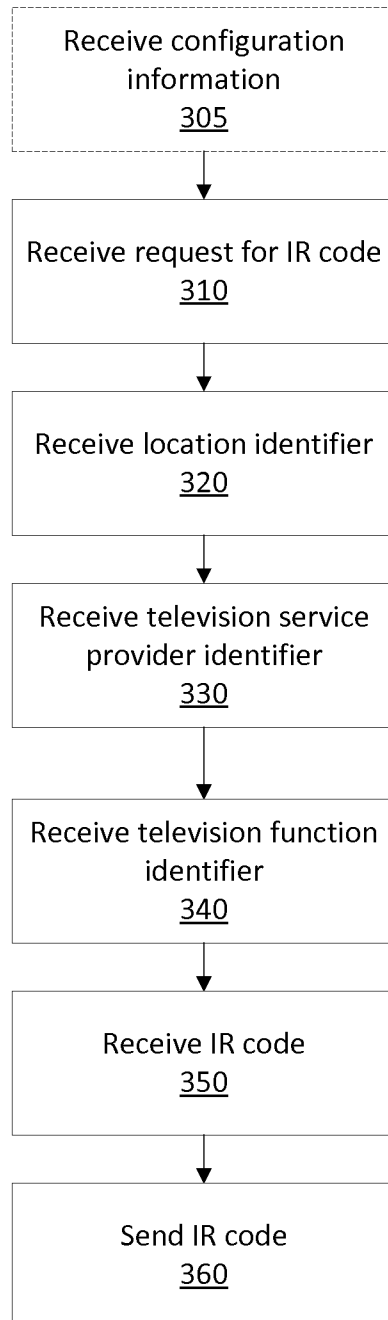 Receive configuration
information
305
Receive request for IR code
310
Receive location identifier
320
Receive television service
provider identifier
330
Receive television function
identifier
340
Receive IR code
350
Send IR code
360